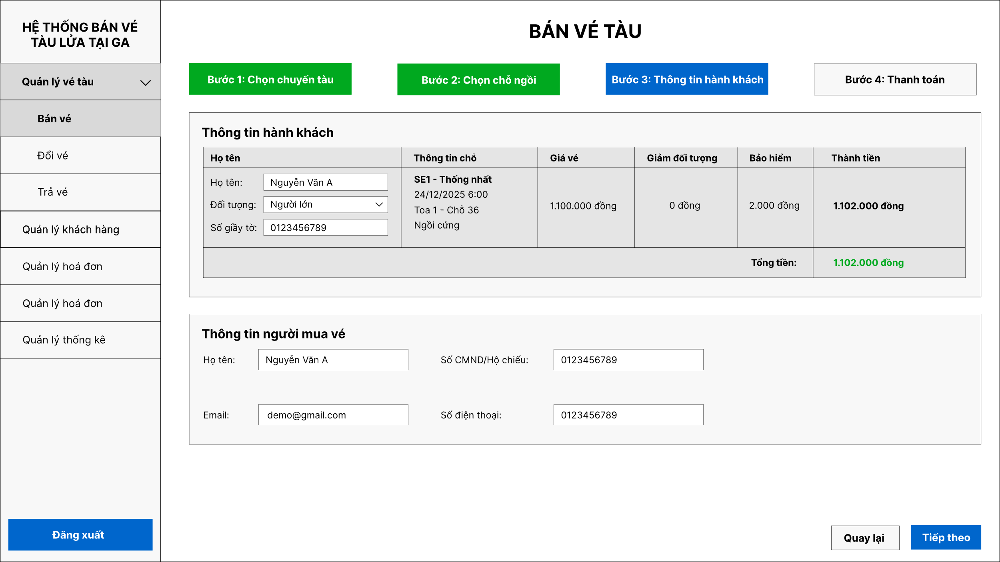 HỆ THỐNG BÁN VÉ
TÀU LỬA TẠI GA
Quản lý vé tàu
Bán vé
Đổi vé
Trả vé
Quản lý khách hàng
Quản lý hoá đơn
Quản lý hoá đơn
Quản lý thống kê
Đăng xuất
BÁN VÉ TÀU
Bước 1: Chọn chuyến tàu
Bước 2: Chọn chỗ ngồi
Bước 3: Thông tin hành khách
Bước 4: Thanh toán
Thông tin hành khách
Họ tên Thông tin chỗ Giá vé Giảm đối tượng Bảo hiểm Thành tiền
Họ tên: Nguyễn Văn A
Đối tượng: Người lớn
Số giấy tờ: 0123456789
SE1 - Thống nhất
24/12/2025 6:00
Toa 1 - Chỗ 36
Ngồi cứng
1.100.000 đồng
0 đồng
2.000 đồng
1.102.000 đồng
Tổng tiền: 1.102.000 đồng
Thông tin người mua vé
Họ tên: Nguyễn Văn A Số CMND/Hộ chiếu: 0123456789
Email: demo@gmail.com Số điện thoại: 0123456789
Quay lại
Tiếp theo